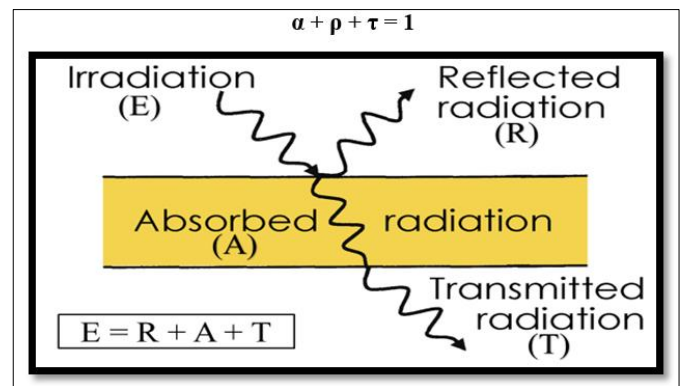 α + ρ + τ = 1
Irradiation
(E)
Reflected
radiation
(R)
Absorbed radiation
(A)
Transmitted
radiation
(T)
E = R + A + T